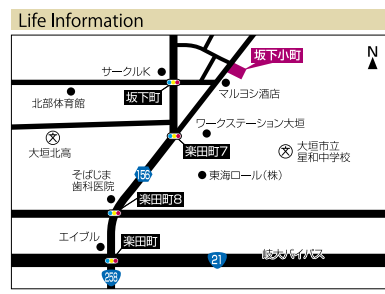 Life Information
N
坂下小町
サークルK
北部体育館
坂下町
マルヨシ酒店
ワークステーション大垣
文
大垣北高
楽田町7
文
大垣市立
星和中学校
156
東海ロール(株)
そばじま
歯科医院
楽田町8
エイブル
楽田町
21
岐大バイパス
258